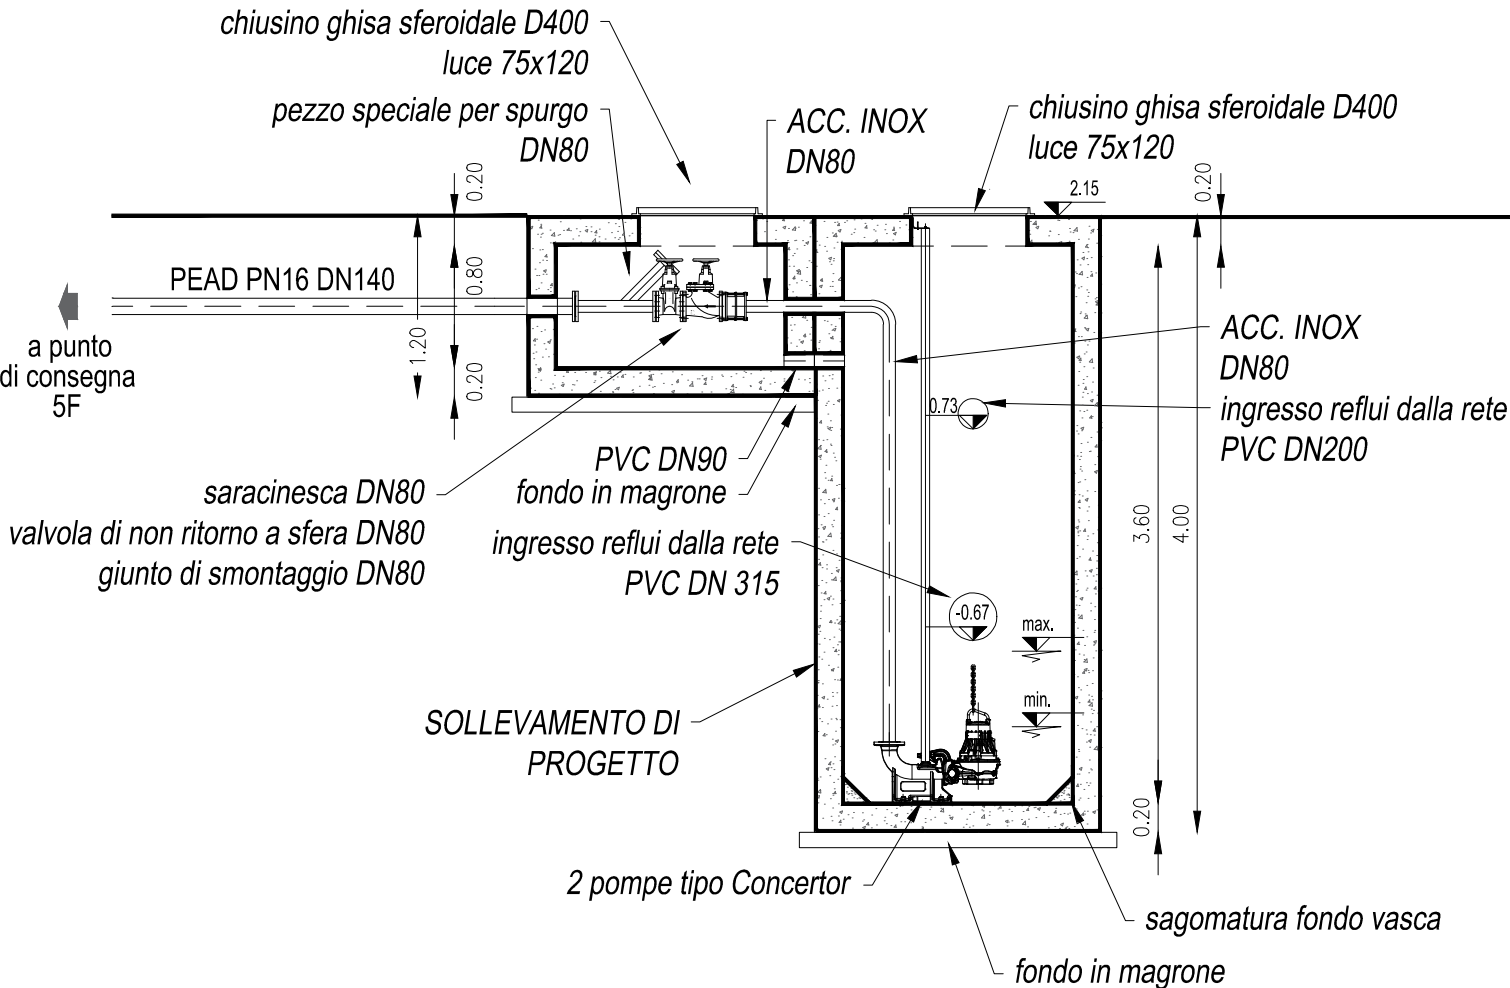 chiusino ghisa sferoidale D400
luce 75x120
pezzo speciale per spurgo
DN80
ACC. INOX
DN80
chiusino ghisa sferoidale D400
luce 75x120
0.20
2.15
0.20
PEAD PN16 DN140
0.80
a punto
di consegna
5F
1.20
0.20
ACC. INOX
DN80
0.73
ingresso reflui dalla rete
PVC DN200
PVC DN90
fondo in magrone
saracinesca DN80
valvola di non ritorno a sfera DN80
giunto di smontaggio DN80
ingresso reflui dalla rete
PVC DN 315
3.60
4.00
-0.67
max.
min.
SOLLEVAMENTO DI
PROGETTO
0.20
2 pompe tipo Concertor
sagomatura fondo vasca
fondo in magrone